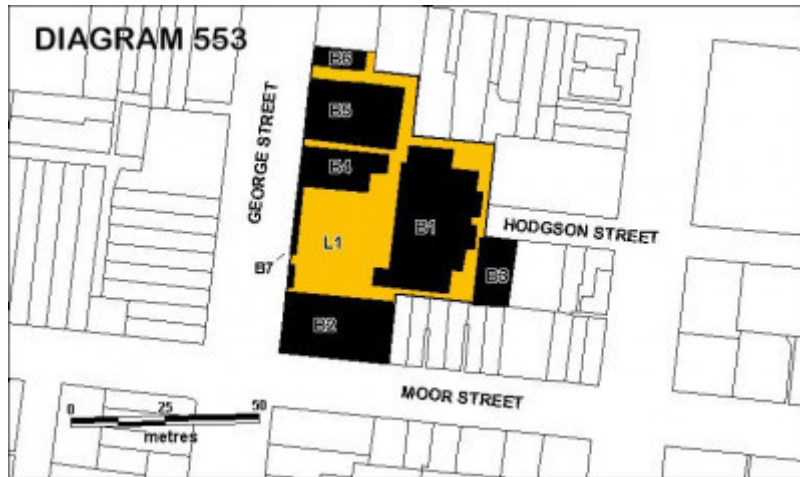 DIAGRAM 553
B6
B5
GEORGE STREET
B4
L1
B1
HODGSON STREET
B7
B3
B2
MOOR STREET
0 25 50
metres